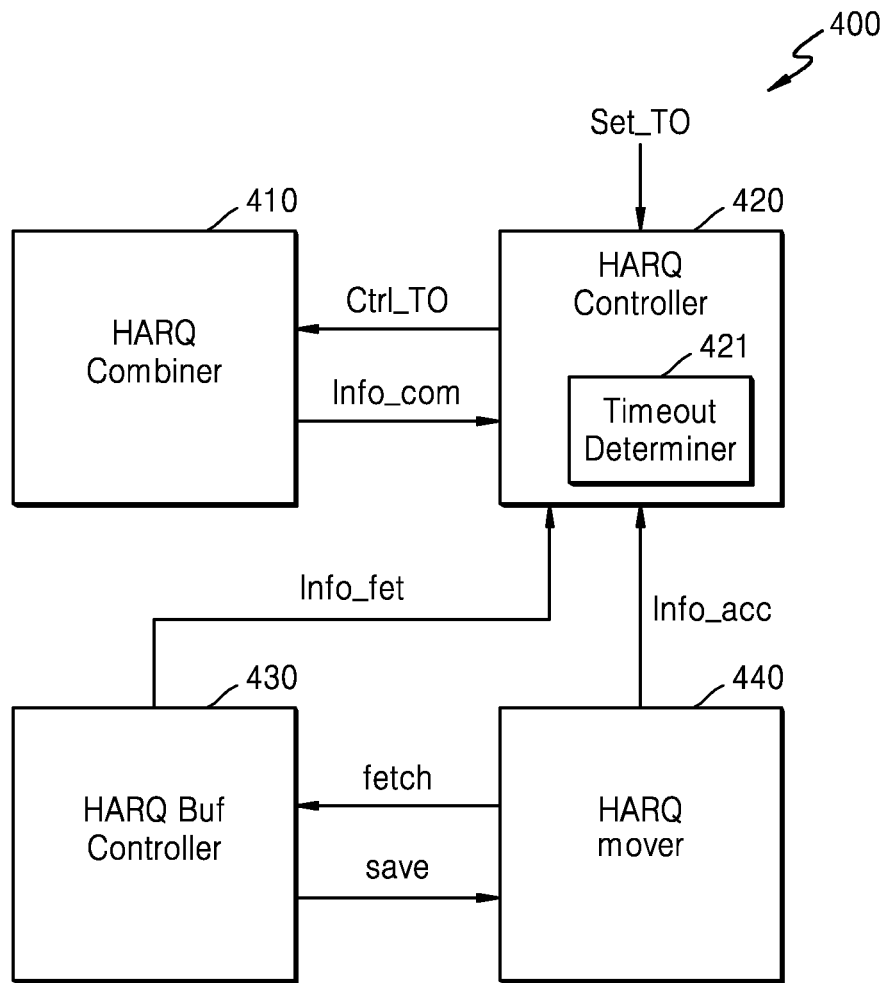 400
Set_TO
410
420
HARQ
Combiner
Ctrl_TO
Info_com
HARQ
Controller
421
Timeout
Determiner
Info_fet
Info_acc
430
440
HARQ Buf
Controller
fetch
save
HARQ
mover